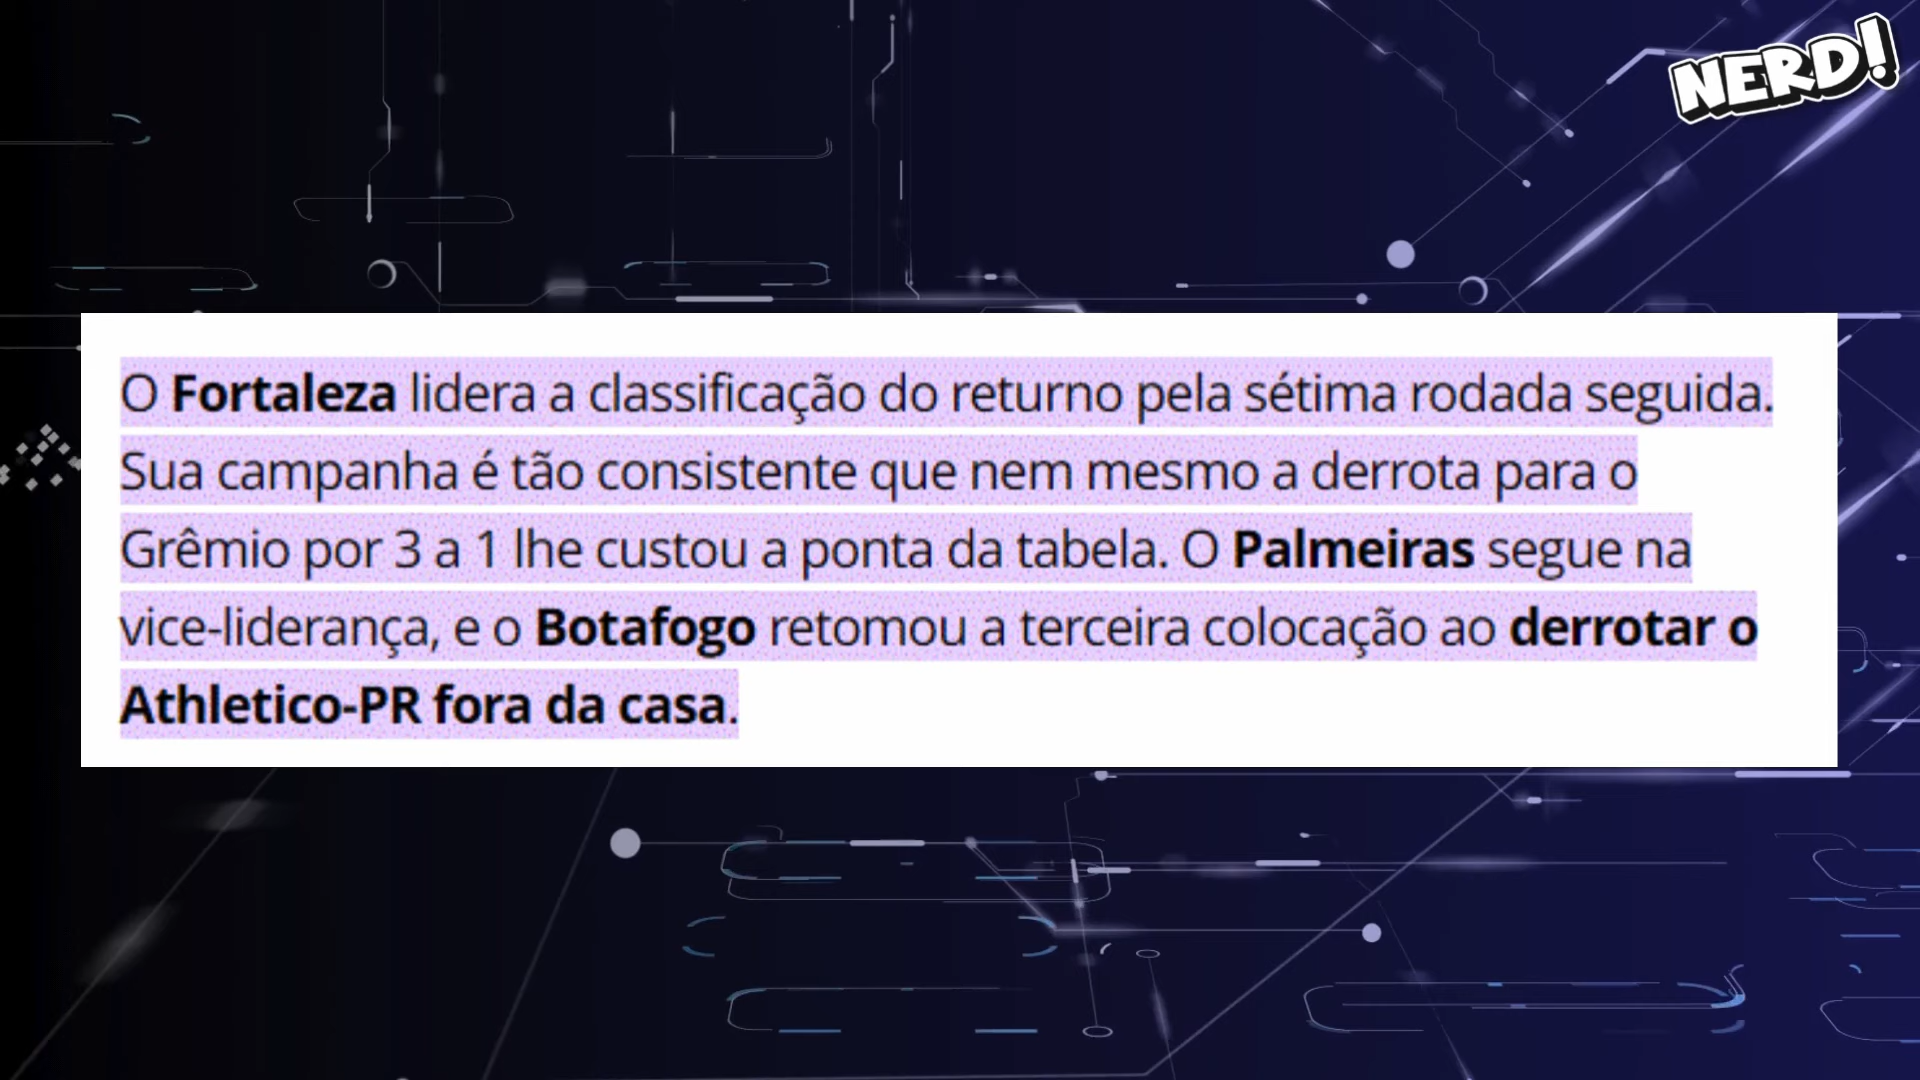 NERD!
O Fortaleza lidera a classificação do returno pela sétima rodada seguida.
Sua campanha é tão consistente que nem mesmo a derrota para o
Grêmio por 3 a 1 lhe custou a ponta da tabela. O Palmeiras segue na
vice-liderança, e o Botafogo retomou a terceira colocação ao derrotar o
Athletico-PR fora da casa.